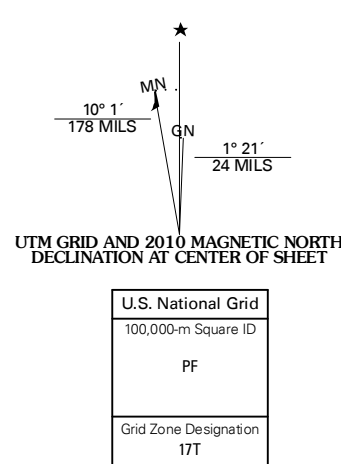 ★
MN
10° 1´
178 MILS
GN
1° 21´
24 MILS
UTM GRID AND 2010 MAGNETIC NORTH
DECLINATION AT CENTER OF SHEET
U.S. National Grid
100,000-m Square ID
PF
Grid Zone Designation
17T